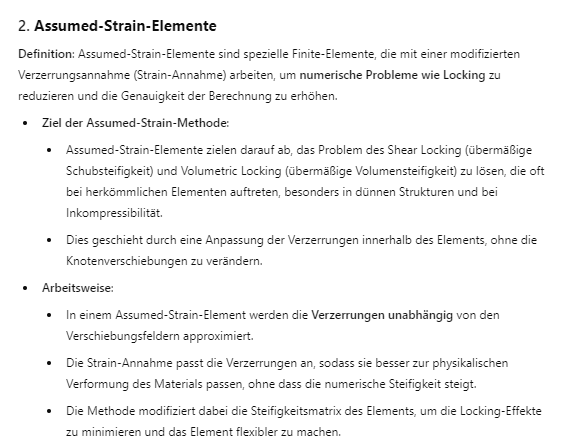 2. Assumed-Strain-Elemente
Definition: Assumed-Strain-Elemente sind spezielle Finite-Elemente, die mit einer modifizierten
Verzerrungsannahme (Strain-Annahme) arbeiten, um numerische Probleme wie Locking zu
reduzieren und die Genauigkeit der Berechnung zu erhöhen.
• Ziel der Assumed-Strain-Methode:
• Assumed-Strain-Elemente zielen darauf ab, das Problem des Shear Locking (übermäßige
Schubsteifigkeit) und Volumetric Locking (übermäßige Volumensteifigkeit) zu lösen, die oft
bei herkömmlichen Elementen auftreten, besonders in dünnen Strukturen und bei
Inkompressibilität.
• Dies geschieht durch eine Anpassung der Verzerrungen innerhalb des Elements, ohne die
Knotenverschiebungen zu verändern.
• Arbeitsweise:
• In einem Assumed-Strain-Element werden die Verzerrungen unabhängig von den
Verschiebungsfeldern approximiert.
• Die Strain-Annahme passt die Verzerrungen an, sodass sie besser zur physikalischen
Verformung des Materials passen, ohne dass die numerische Steifigkeit steigt.
• Die Methode modifiziert dabei die Steifigkeitsmatrix des Elements, um die Locking-Effekte
zu minimieren und das Element flexibler zu machen.